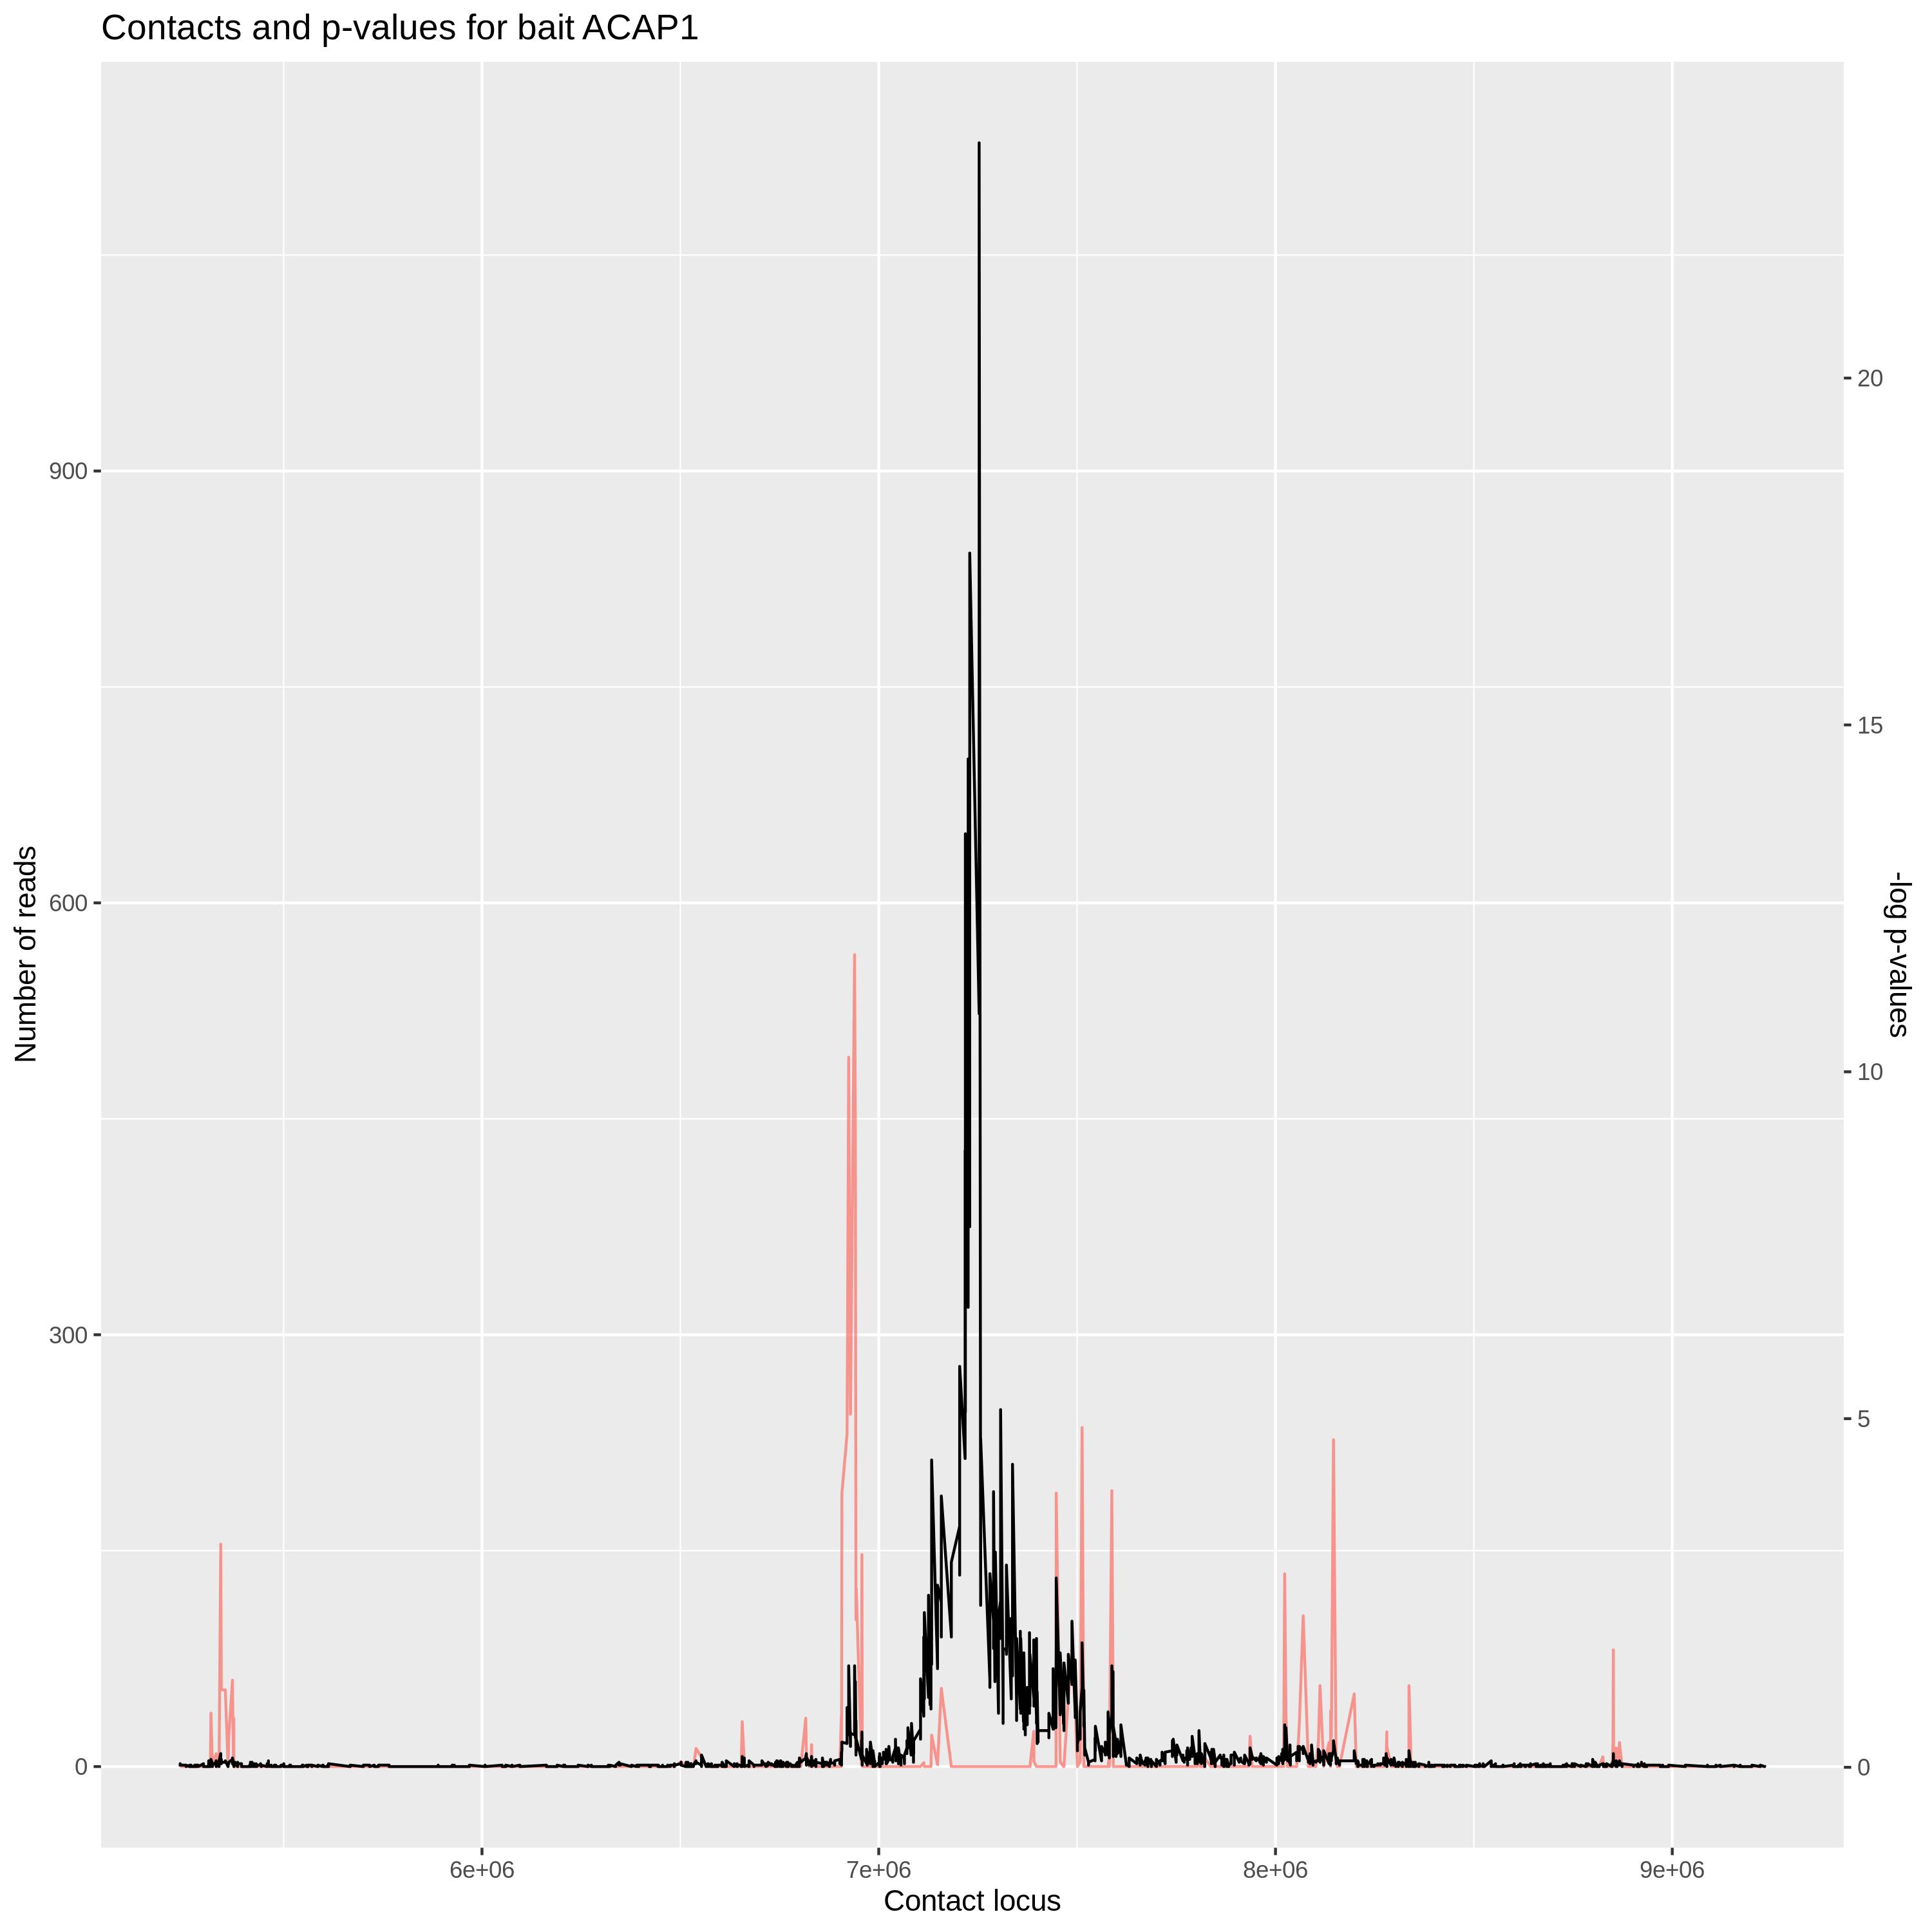 Contacts and p-values for bait ACAP1
Number of reads
900
600
300
0
20
15
10
5
0
-log p-values
6e+06
7e+06
8e+06
9e+06
Contact locus